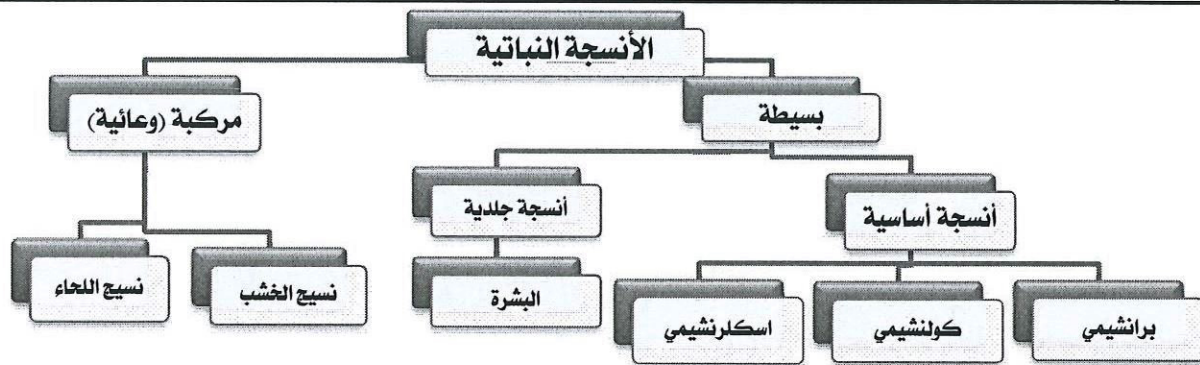 الأنسجة النباتية
بسيطة
مركبة (وعائية)
أنسجة أساسية
أنسجة جلدية
برانشيمي
كولنشيمي
اسكلرنشيمي
البشرة
نسيج الخشب
نسيج اللحاء